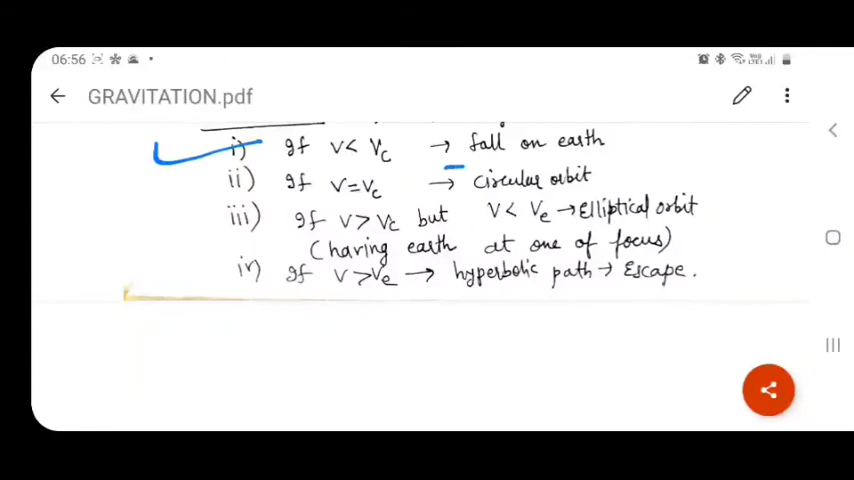 06:56
GRAVITATION.pdf
i) If V < Vc → fall on earth
ii) If V = Vc → circular orbit
iii) If V > Vc but V < Ve → Elliptical orbit
(having earth at one of focus)
iv) If V > Ve → hyperbolic path → Escape.